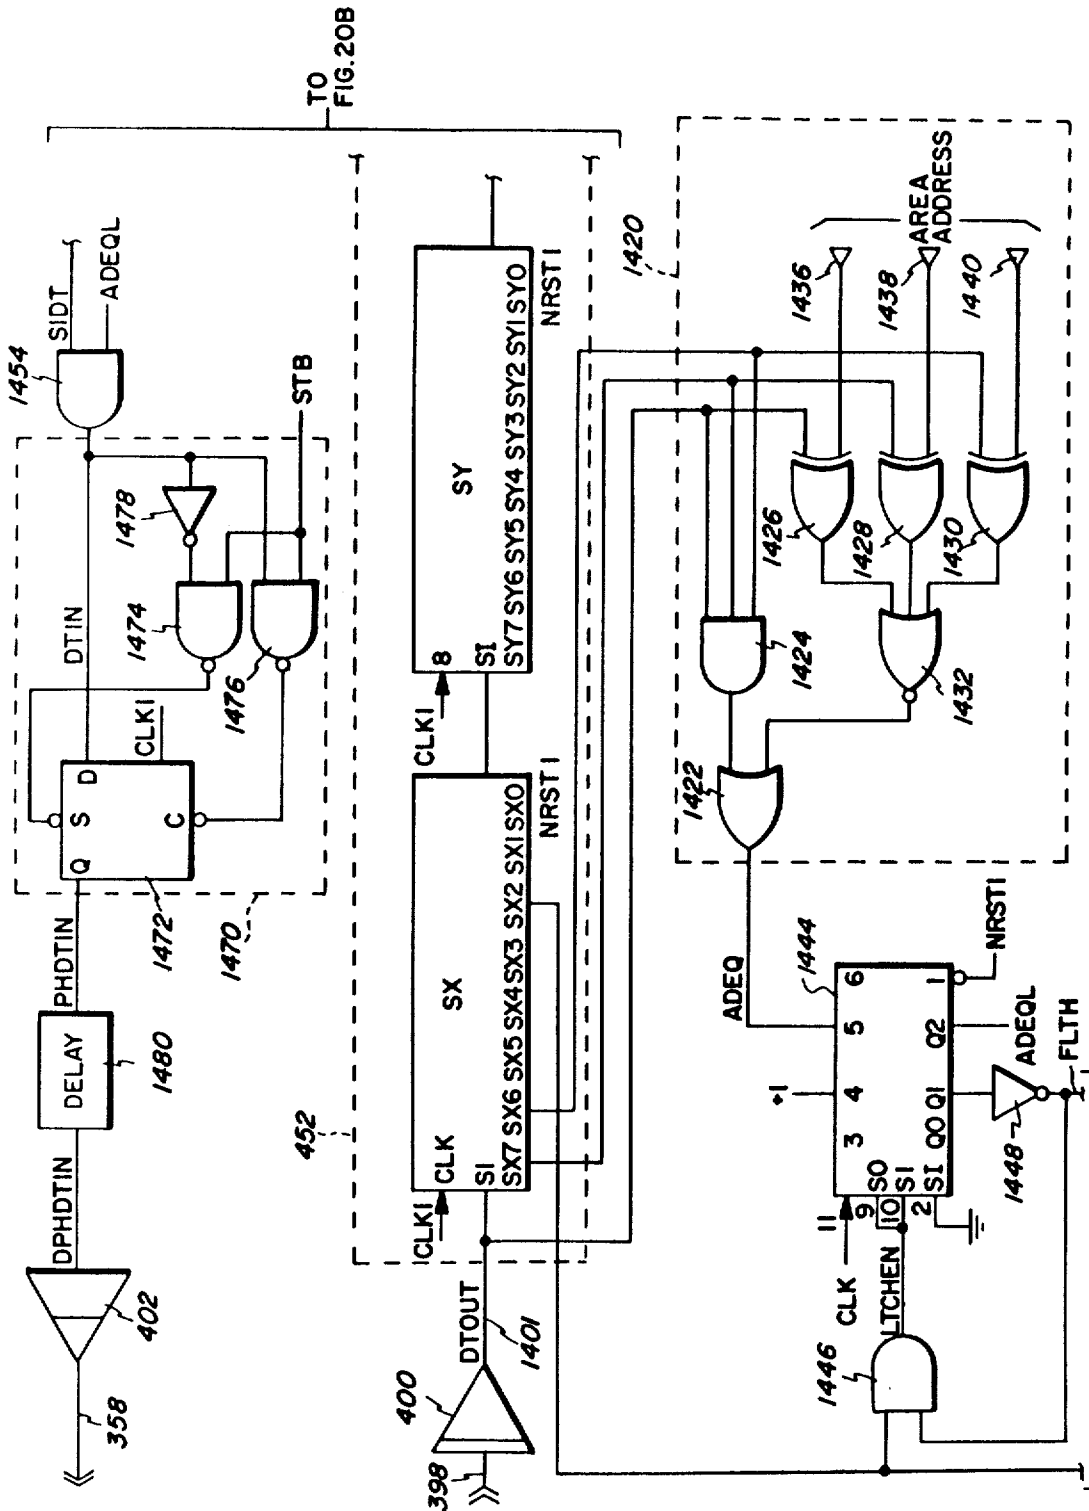 TO
FIG. 20B
SIDT
ADEQL
1454
STB
1478
DTIN
1474
1476
CLK1
D
S
Q
C
1472
1470
PHDTIN
DELAY
1480
DPHDTIN
402
358
452
SY
SY7 SY6 SY5 SY4 SY3 SY2 SY1 SY0
NRST1
8
SI
CLK1
SX
SX7 SX6 SX5 SX4 SX3 SX2 SX1 SX0
NRST1
CLK
SI
CLK1
DTOUT
1401
400
398
1420
AREA
ADDRESS
1436
1438
1440
1426
1428
1430
1424
1432
1422
ADEQ
1444
+1
3 4 5 6
11
CLK
9 S0
10 S1
2 SI
Q0 Q1 Q2 1
NRST1
LTCHEN
1446
1448
ADEQL
FLTH